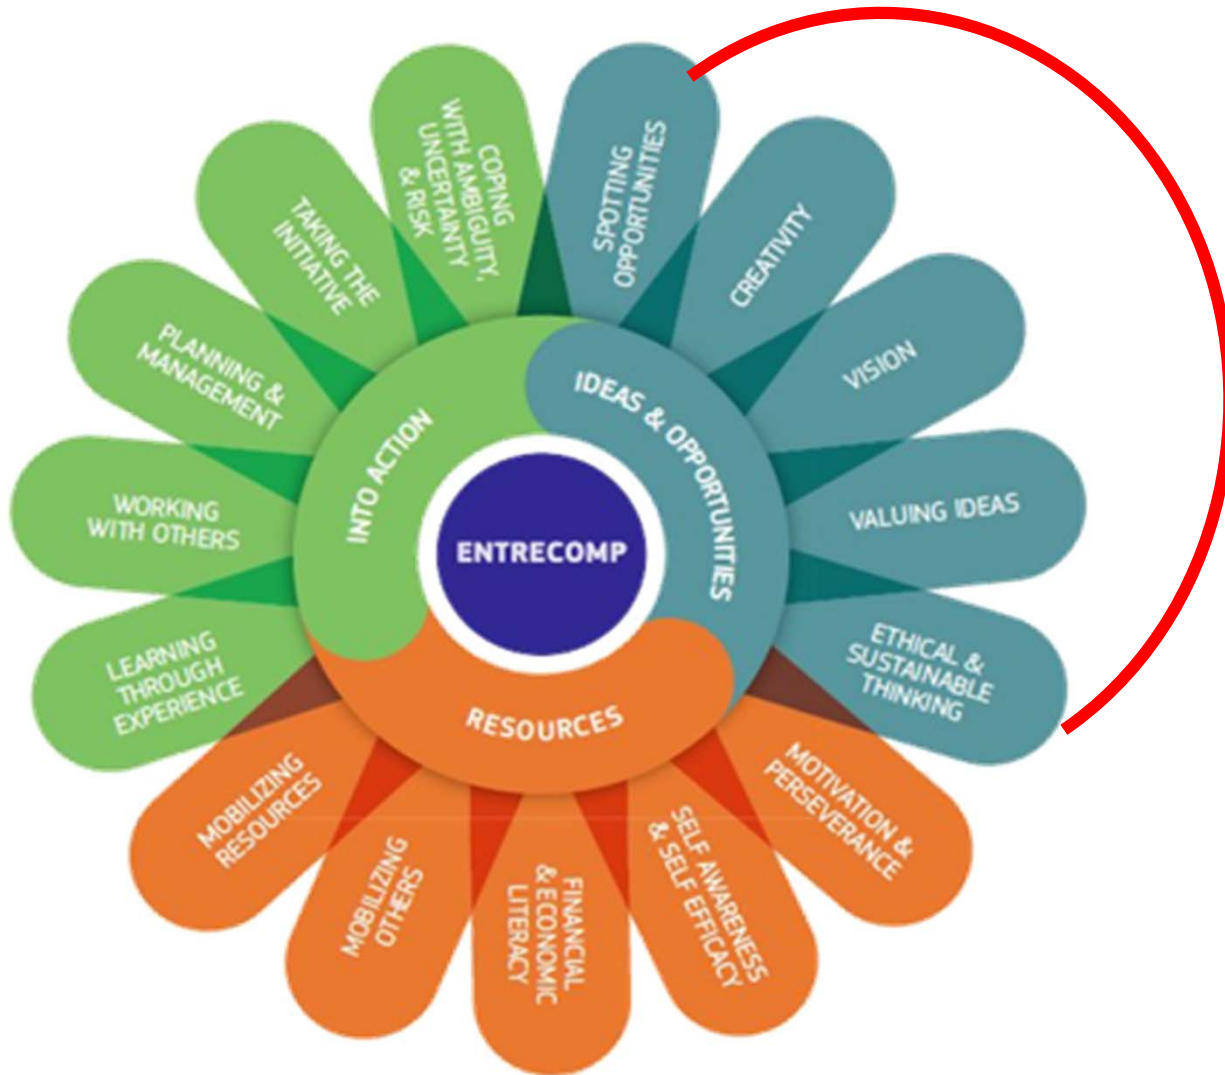 ENTRECOMP
IDEAS & OPPORTUNITIES
SPOTTING
OPPORTUNITIES
CREATIVITY
VISION
VALUING IDEAS
ETHICAL &
SUSTAINABLE
THINKING
RESOURCES
MOTIVATION &
PERSEVERANCE
SELF AWARENESS
& SELF EFFICACY
FINANCIAL
& ECONOMIC
LITERACY
MOBILIZING
OTHERS
MOBILIZING
RESOURCES
INTO ACTION
LEARNING
THROUGH
EXPERIENCE
WORKING
WITH OTHERS
PLANNING &
MANAGEMENT
TAKING THE
INITIATIVE
COPING
WITH AMBIGUITY,
UNCERTAINTY
& RISK